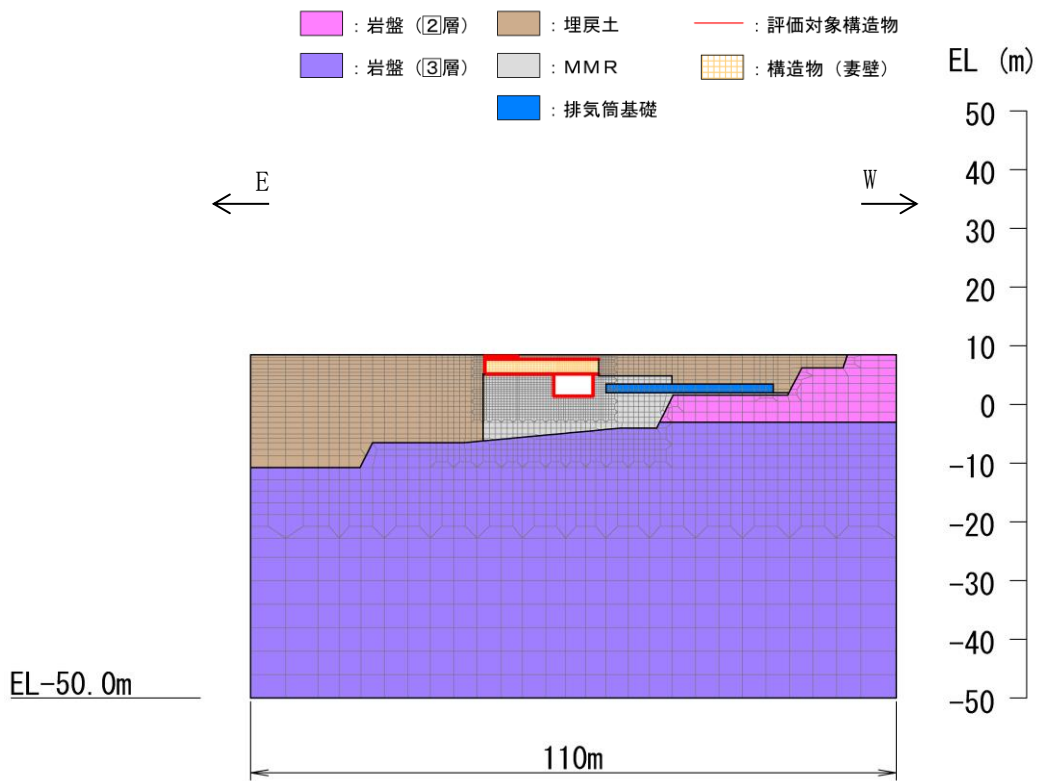 ：岩盤（2層）
：埋戻土
：評価対象構造物
：岩盤（3層）
：ＭＭＲ
：構造物（妻壁）
：排気筒基礎
EL (m)
50
40
E
W
30
20
10
0
-10
-20
-30
-40
EL-50.0m
-50
110m